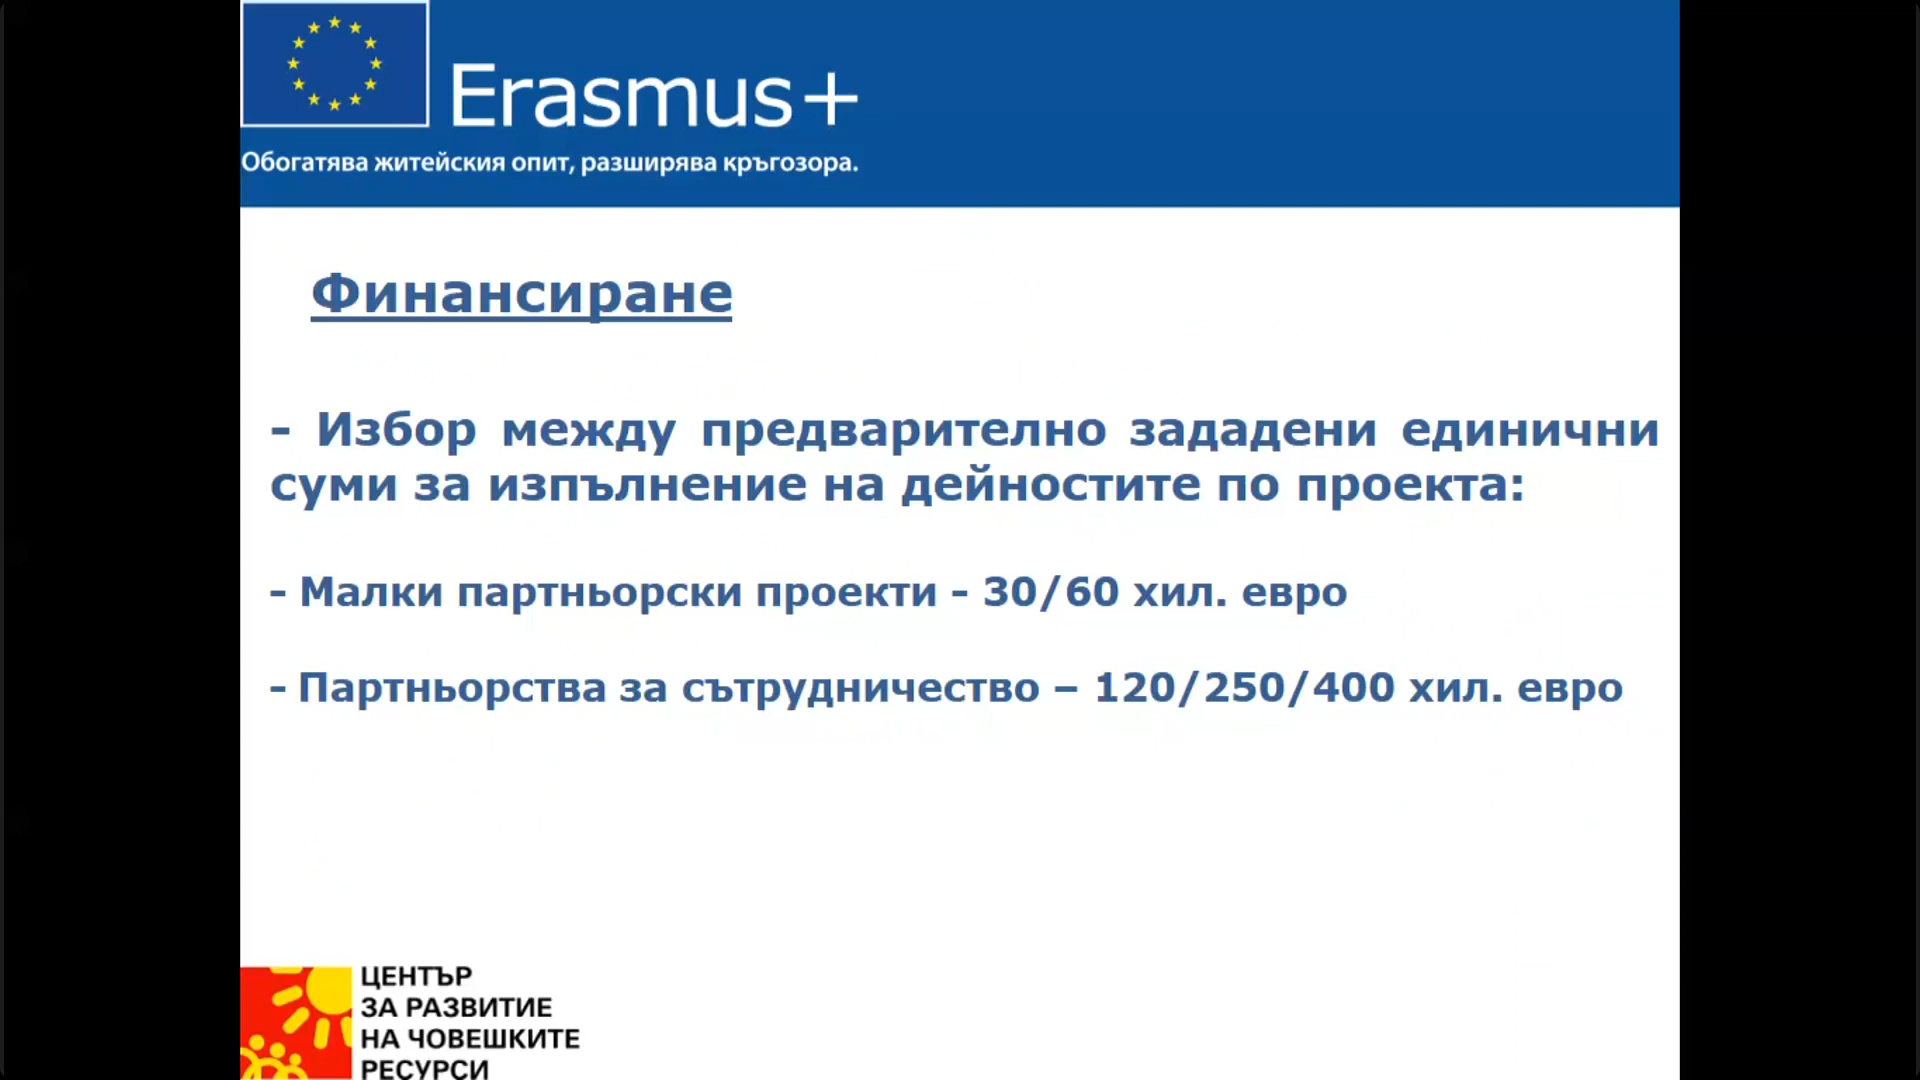 Erasmus+
Обогатява житейския опит, разширява кръгозора.
Финансиране
- Избор между предварително зададени единични
суми за изпълнение на дейностите по проекта:
- Малки партньорски проекти - 30/60 хил. евро
- Партньорства за сътрудничество – 120/250/400 хил. евро
ЦЕНТЪР
ЗА РАЗВИТИЕ
НА ЧОВЕШКИТЕ
РЕСУРСИ